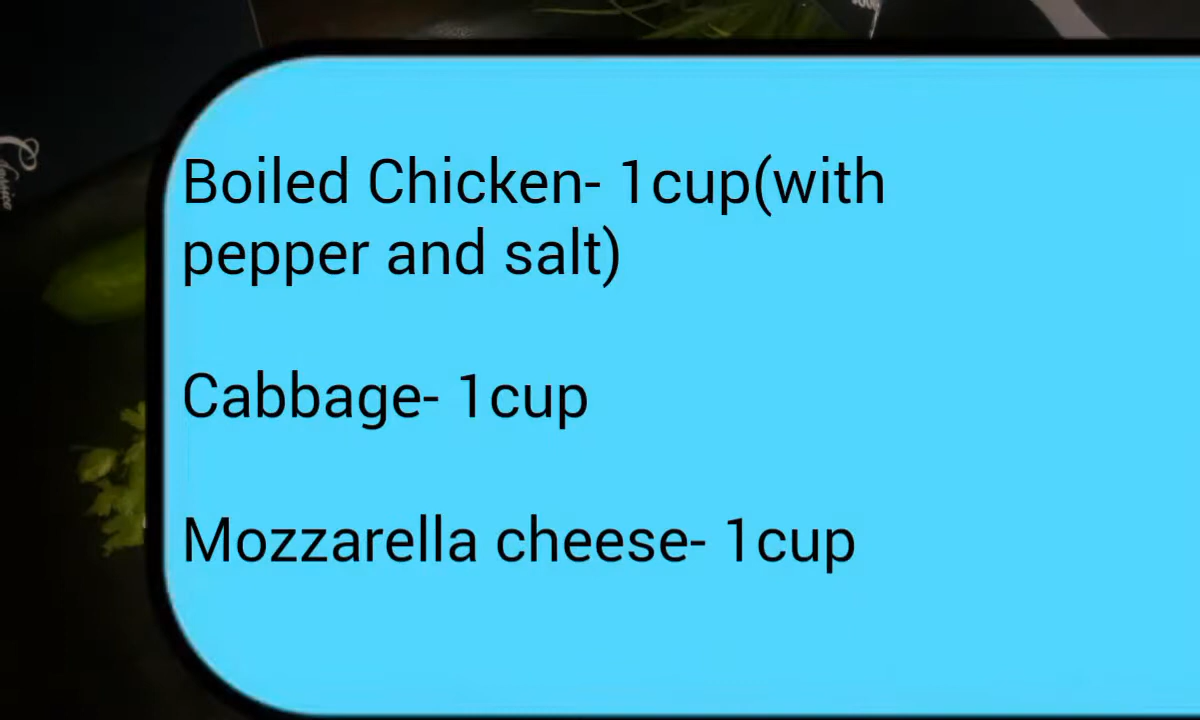 Boiled Chicken- 1cup(with
pepper and salt)
Cabbage- 1cup
Mozzarella cheese- 1cup